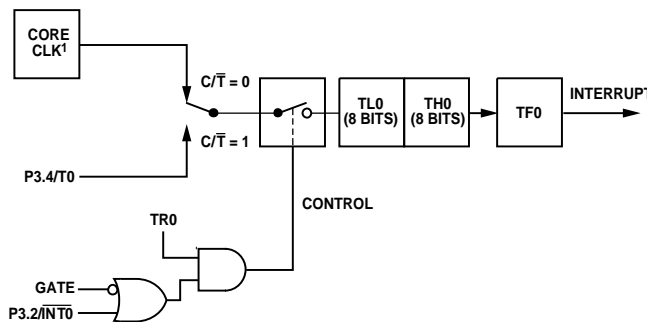 CORE
CLK¹
C/T̅ = 0
TL0
(8 BITS)
TH0
(8 BITS)
TF0
INTERRUPT
C/T̅ = 1
P3.4/T0
CONTROL
TR0
GATE
P3.2/I̅N̅T̅0̅